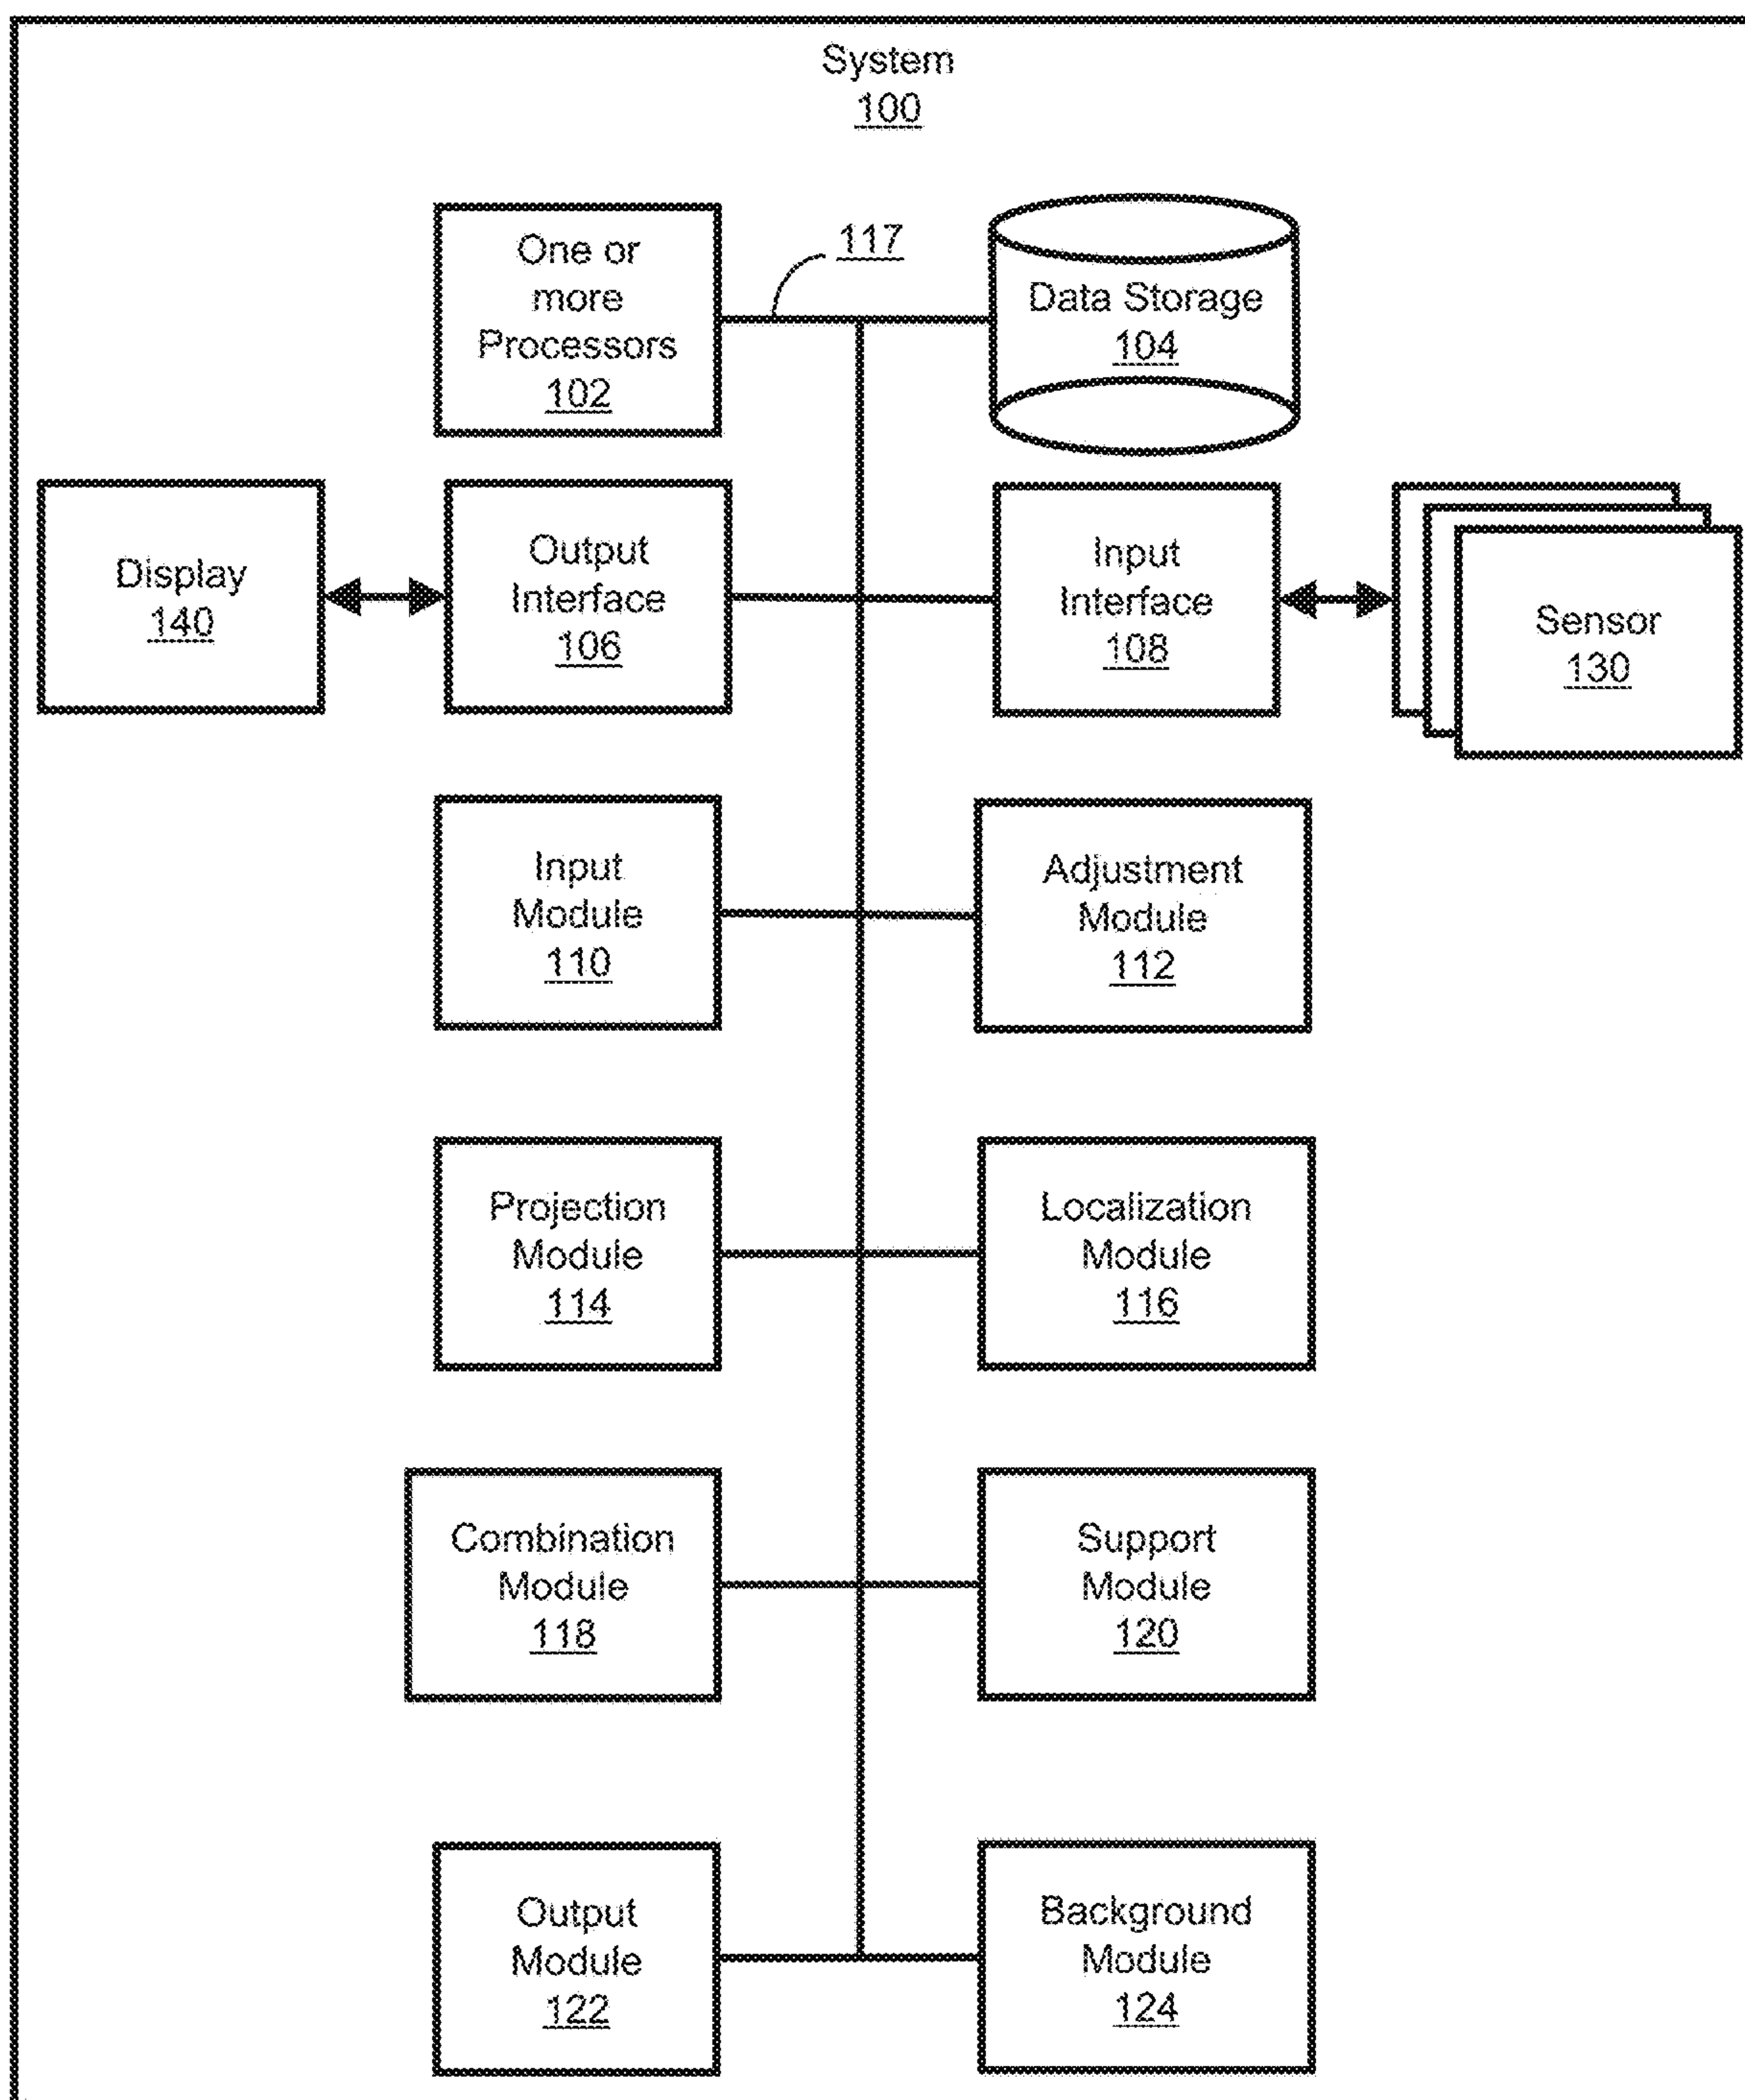 System
100
One or
more
Processors
102
117
Data Storage
104
Display
140
Output
Interface
106
Input
Interface
108
Sensor
130
Input
Module
110
Adjustment
Module
112
Projection
Module
114
Localization
Module
116
Combination
Module
118
Support
Module
120
Output
Module
122
Background
Module
124